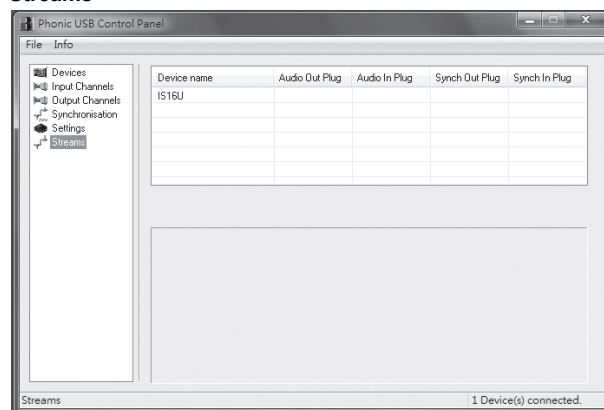 Streams
Phonic USB Control Panel
File Info
Devices
Input Channels
Output Channels
Synchronisation
Settings
Streams
Device name Audio Out Plug Audio In Plug Synch Out Plug Synch In Plug
IS16U
Streams 1 Device(s) connected.